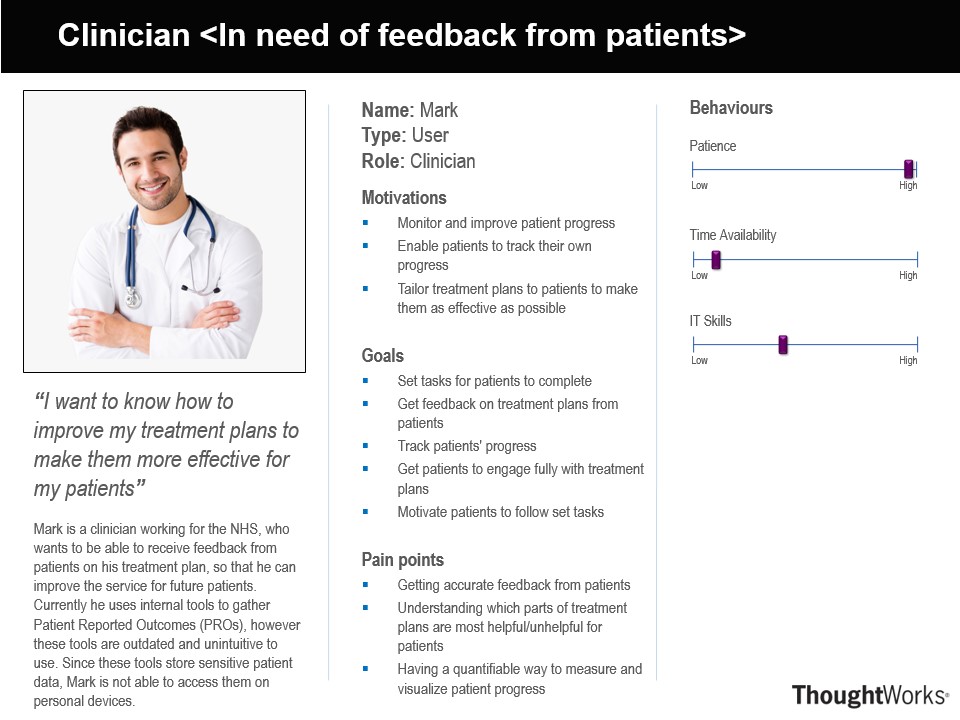 Clinician <In need of feedback from patients>
“I want to know how to
improve my treatment plans to
make them more effective for
my patients”
Mark is a clinician working for the NHS, who
wants to be able to receive feedback from
patients on his treatment plan, so that he can
improve the service for future patients.
Currently he uses internal tools to gather
Patient Reported Outcomes (PROs), however
these tools are outdated and unintuitive to
use. Since these tools store sensitive patient
data, Mark is not able to access them on
personal devices.
Name: Mark
Type: User
Role: Clinician
Motivations
▪ Monitor and improve patient progress
▪ Enable patients to track their own
progress
▪ Tailor treatment plans to patients to make
them as effective as possible
Goals
▪ Set tasks for patients to complete
▪ Get feedback on treatment plans from
patients
▪ Track patients' progress
▪ Get patients to engage fully with treatment
plans
▪ Motivate patients to follow set tasks
Pain points
▪ Getting accurate feedback from patients
▪ Understanding which parts of treatment
plans are most helpful/unhelpful for
patients
▪ Having a quantifiable way to measure and
visualize patient progress
Behaviours
Patience
Low High
Time Availability
Low High
IT Skills
Low High
ThoughtWorks®